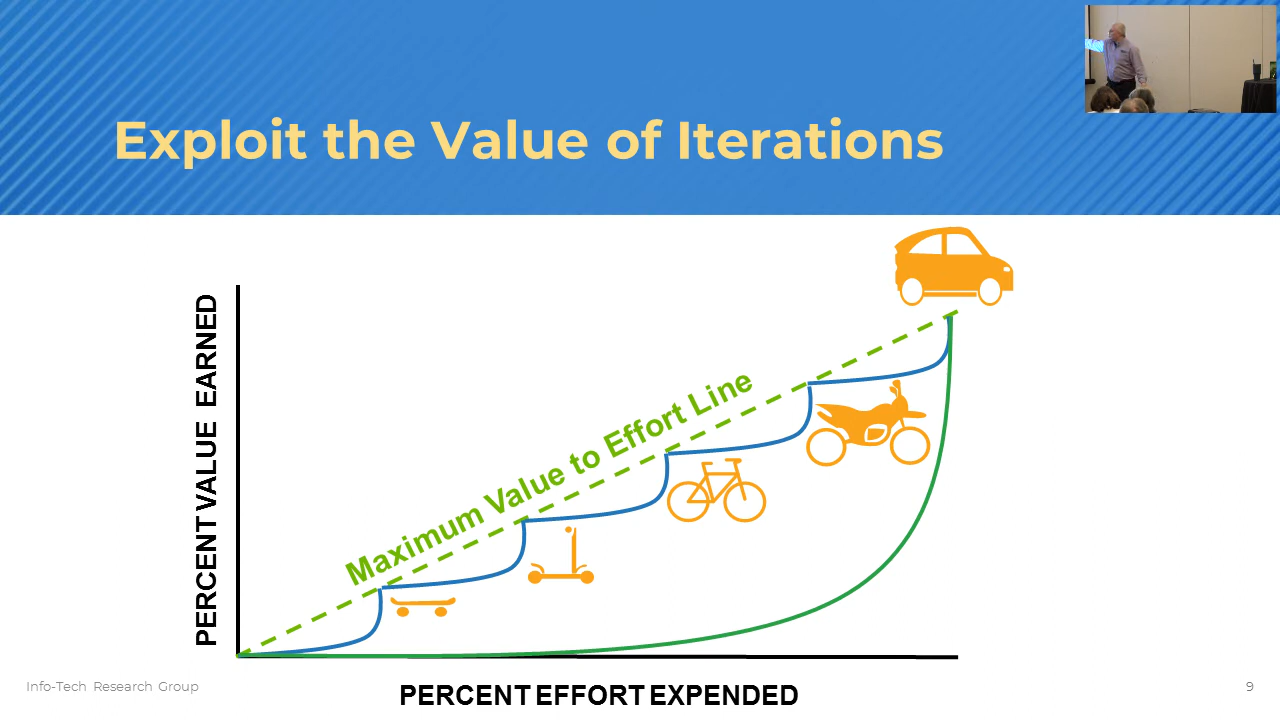 Exploit the Value of Iterations
PERCENT VALUE EARNED
Maximum Value to Effort Line
PERCENT EFFORT EXPENDED
Info-Tech Research Group
9